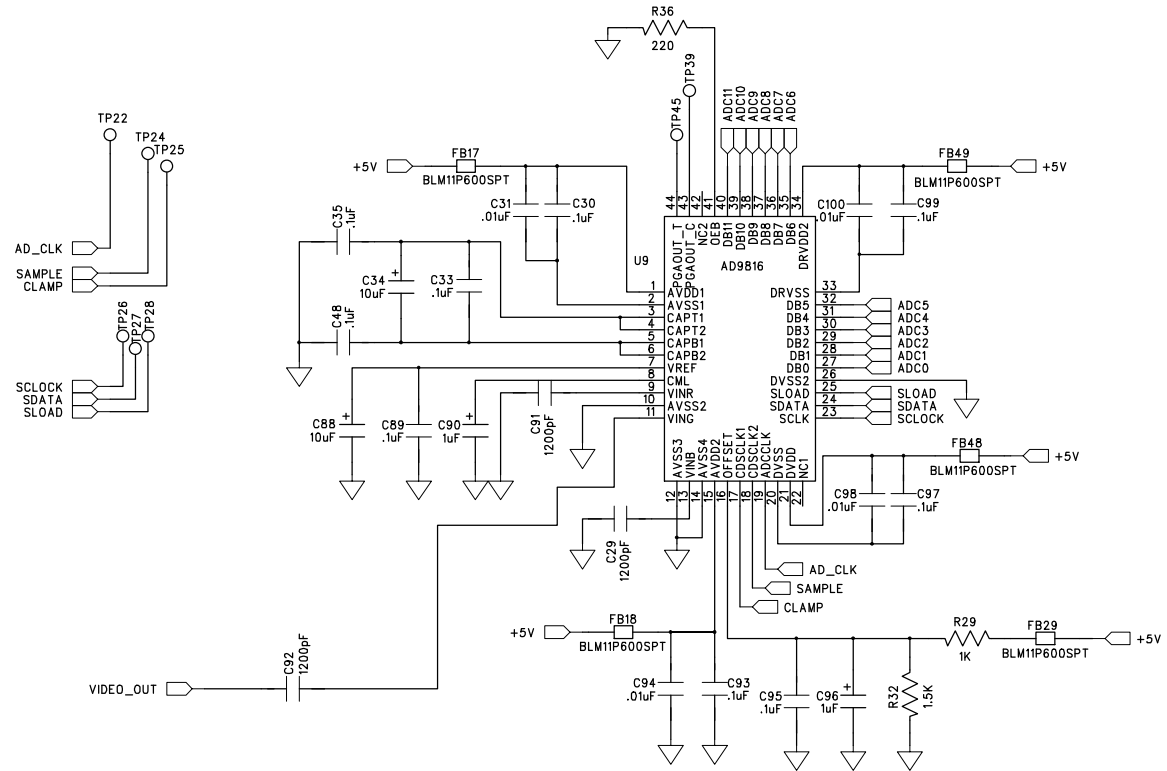 R36
220
TP39
TP45
ADC11
ADC10
ADC9
ADC8
ADC7
ADC6
TP22
TP24
TP25
+5V
FB17
BLM11P600SPT
FB49
BLM11P600SPT
+5V
C31
.01uF
C30
.1uF
C100
.01uF
C99
.1uF
44
43
42
41
40
39
38
37
36
35
34
PGAOUT_T
PGAOUT_C
NC2
OEB
DB11
DB10
DB9
DB8
DB7
DB6
DRVDD2
C35
.1uF
AD_CLK
SAMPLE
CLAMP
U9
AD9816
C34
10uF
C33
.1uF
C48
.1uF
TP26
TP27
TP28
SCLOCK
SDATA
SLOAD
1 AVDD1
2 AVSS1
3 CAPT1
4 CAPT2
5 CAPB1
6 CAPB2
7 VREF
8 CML
9 VINR
10 AVSS2
11 VING
DRVSS 33
DB5 32 ADC5
DB4 31 ADC4
DB3 30 ADC3
DB2 29 ADC2
DB1 28 ADC1
DB0 27 ADC0
DVSS2 26
SLOAD 25 SLOAD
SDATA 24 SDATA
SCLK 23 SCLOCK
C88
10uF
C89
.1uF
C90
1uF
C91
1200pF
AVSS3
VINB
AVSS4
AVDD2
OFFSET
CDSCLK1
CDSCLK2
ADCCLK
DVSS
DVDD
NC1
12
13
14
15
16
17
18
19
20
21
22
FB48
BLM11P600SPT
+5V
C98
.01uF
C97
.1uF
C29
1200pF
AD_CLK
SAMPLE
CLAMP
+5V
FB18
BLM11P600SPT
R29
1K
FB29
BLM11P600SPT
+5V
VIDEO_OUT
C92
1200pF
C94
.01uF
C93
.1uF
C95
.1uF
C96
1uF
R32
1.5K